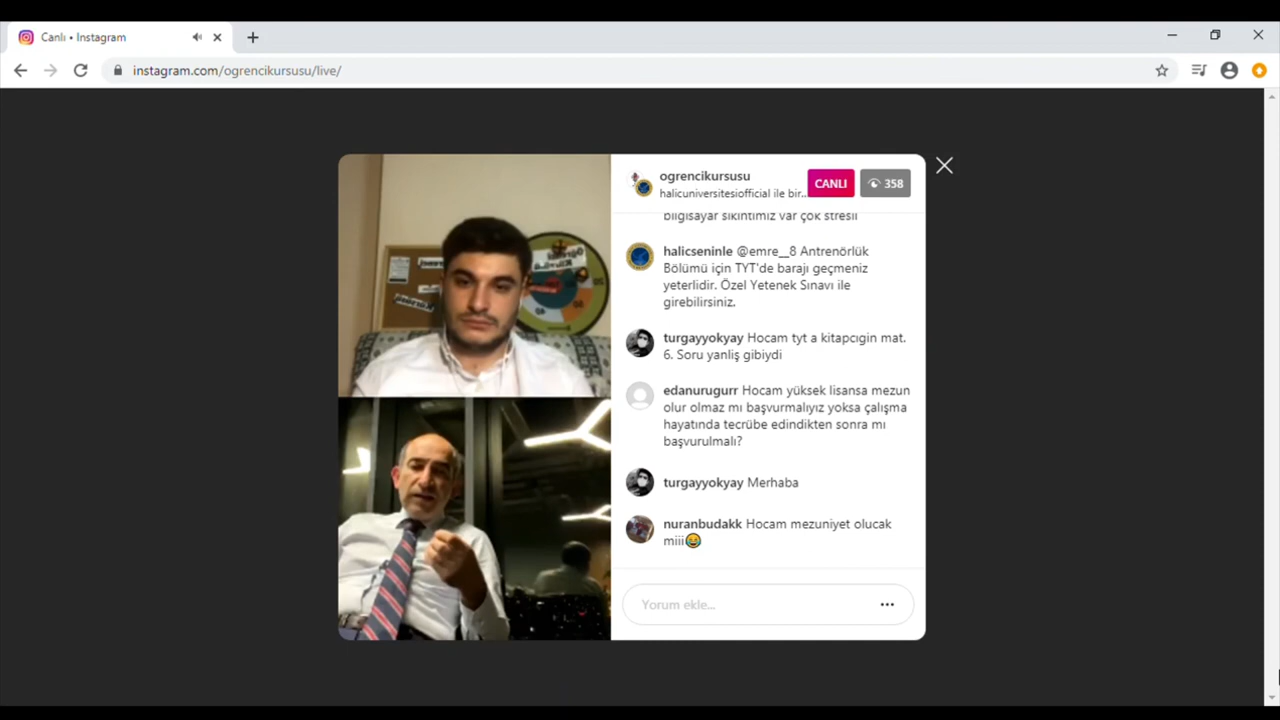 Canlı • Instagram
instagram.com/ogrencikursusu/live/
ogrencikursusu
halicuniversitesiofficial ile bir...
CANLI
358
bilgisayar sıkıntımız var çok stresli
halicseninle @emre__8 Antrenörlük
Bölümü için TYT'de barajı geçmeniz
yeterlidir. Özel Yetenek Sınavı ile
girebilirsiniz.
turgayyokyay Hocam tyt a kitapcıgin mat.
6. Soru yanliş gibiydi
edanurugurr Hocam yüksek lisansa mezun
olur olmaz mı başvurmalıyız yoksa çalışma
hayatında tecrübe edindikten sonra mı
başvurulmalı?
turgayyokyay Merhaba
nuranbudakk Hocam mezuniyet olucak
miii😂
Yorum ekle...